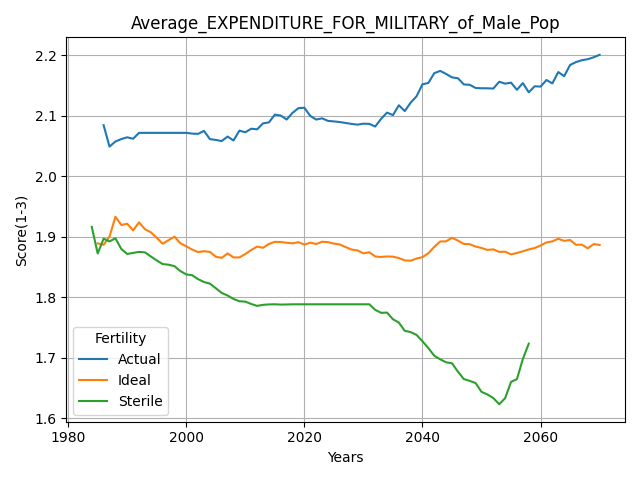 Average_EXPENDITURE_FOR_MILITARY_of_Male_Pop
Score(1-3)
2.2
2.1
2.0
1.9
1.8
1.7
1.6
Fertility
Actual
Ideal
Sterile
1980 2000 2020 2040 2060
Years